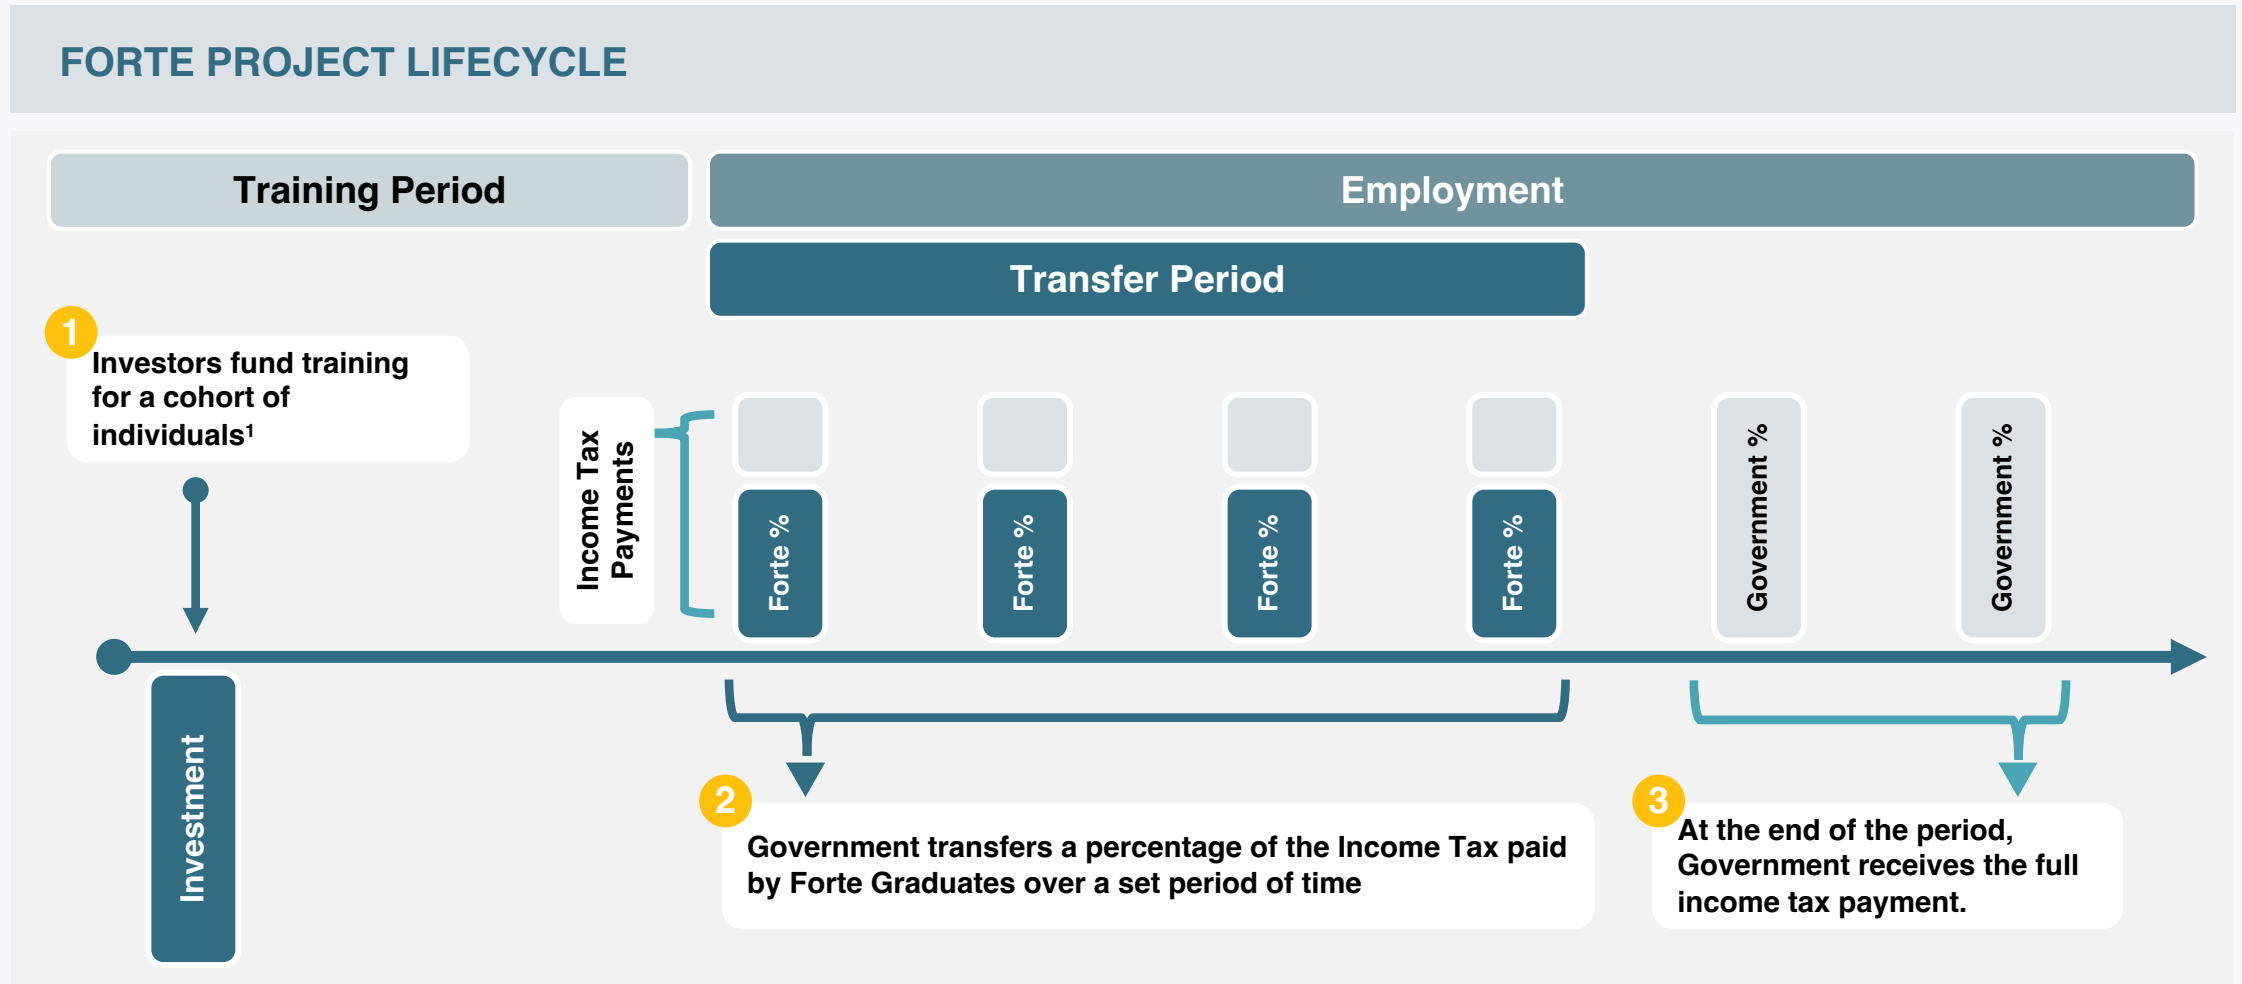 FORTE PROJECT LIFECYCLE
Training Period
Employment
Transfer Period
1
Investors fund training
for a cohort of
individuals¹
Income Tax
Payments
Forte %
Forte %
Forte %
Forte %
Government %
Government %
Investment
2
Government transfers a percentage of the Income Tax paid
by Forte Graduates over a set period of time
3
At the end of the period,
Government receives the full
income tax payment.